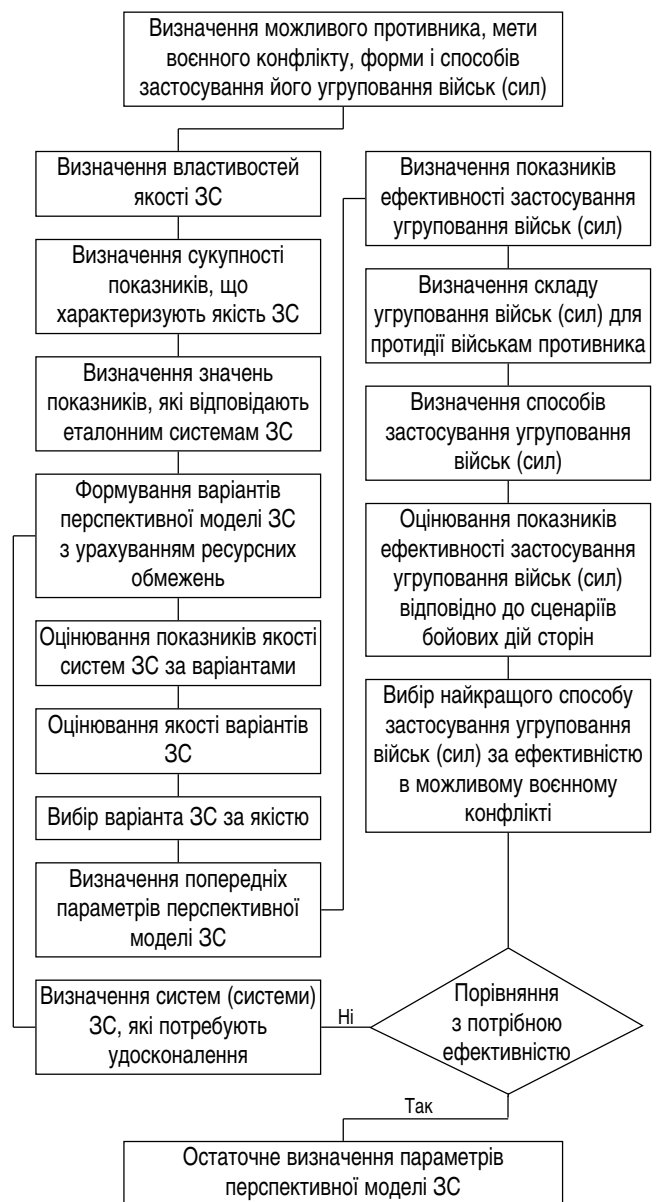 Визначення можливого противника, мети
воєнного конфлікту, форми і способів
застосування його угруповання військ (сил)
Визначення властивостей
якості ЗС
Визначення сукупності
показників, що
характеризують якість ЗС
Визначення значень
показників, які відповідають
еталонним системам ЗС
Формування варіантів
перспективної моделі ЗС
з урахуванням ресурсних
обмежень
Оцінювання показників якості
систем ЗС за варіантами
Оцінювання якості варіантів
ЗС
Вибір варіанта ЗС за якістю
Визначення попередніх
параметрів перспективної
моделі ЗС
Визначення систем (системи)
ЗС, які потребують
удосконалення
Визначення показників
ефективності застосування
угруповання військ (сил)
Визначення складу
угруповання військ (сил) для
протидії військам противника
Визначення способів
застосування угруповання
військ (сил)
Оцінювання показників
ефективності застосування
угруповання військ (сил)
відповідно до сценаріїв
бойових дій сторін
Вибір найкращого способу
застосування угруповання
військ (сил) за ефективністю
в можливому воєнному
конфлікті
Порівняння
з потрібною
ефективністю
Ні
Так
Остаточне визначення параметрів
перспективної моделі ЗС